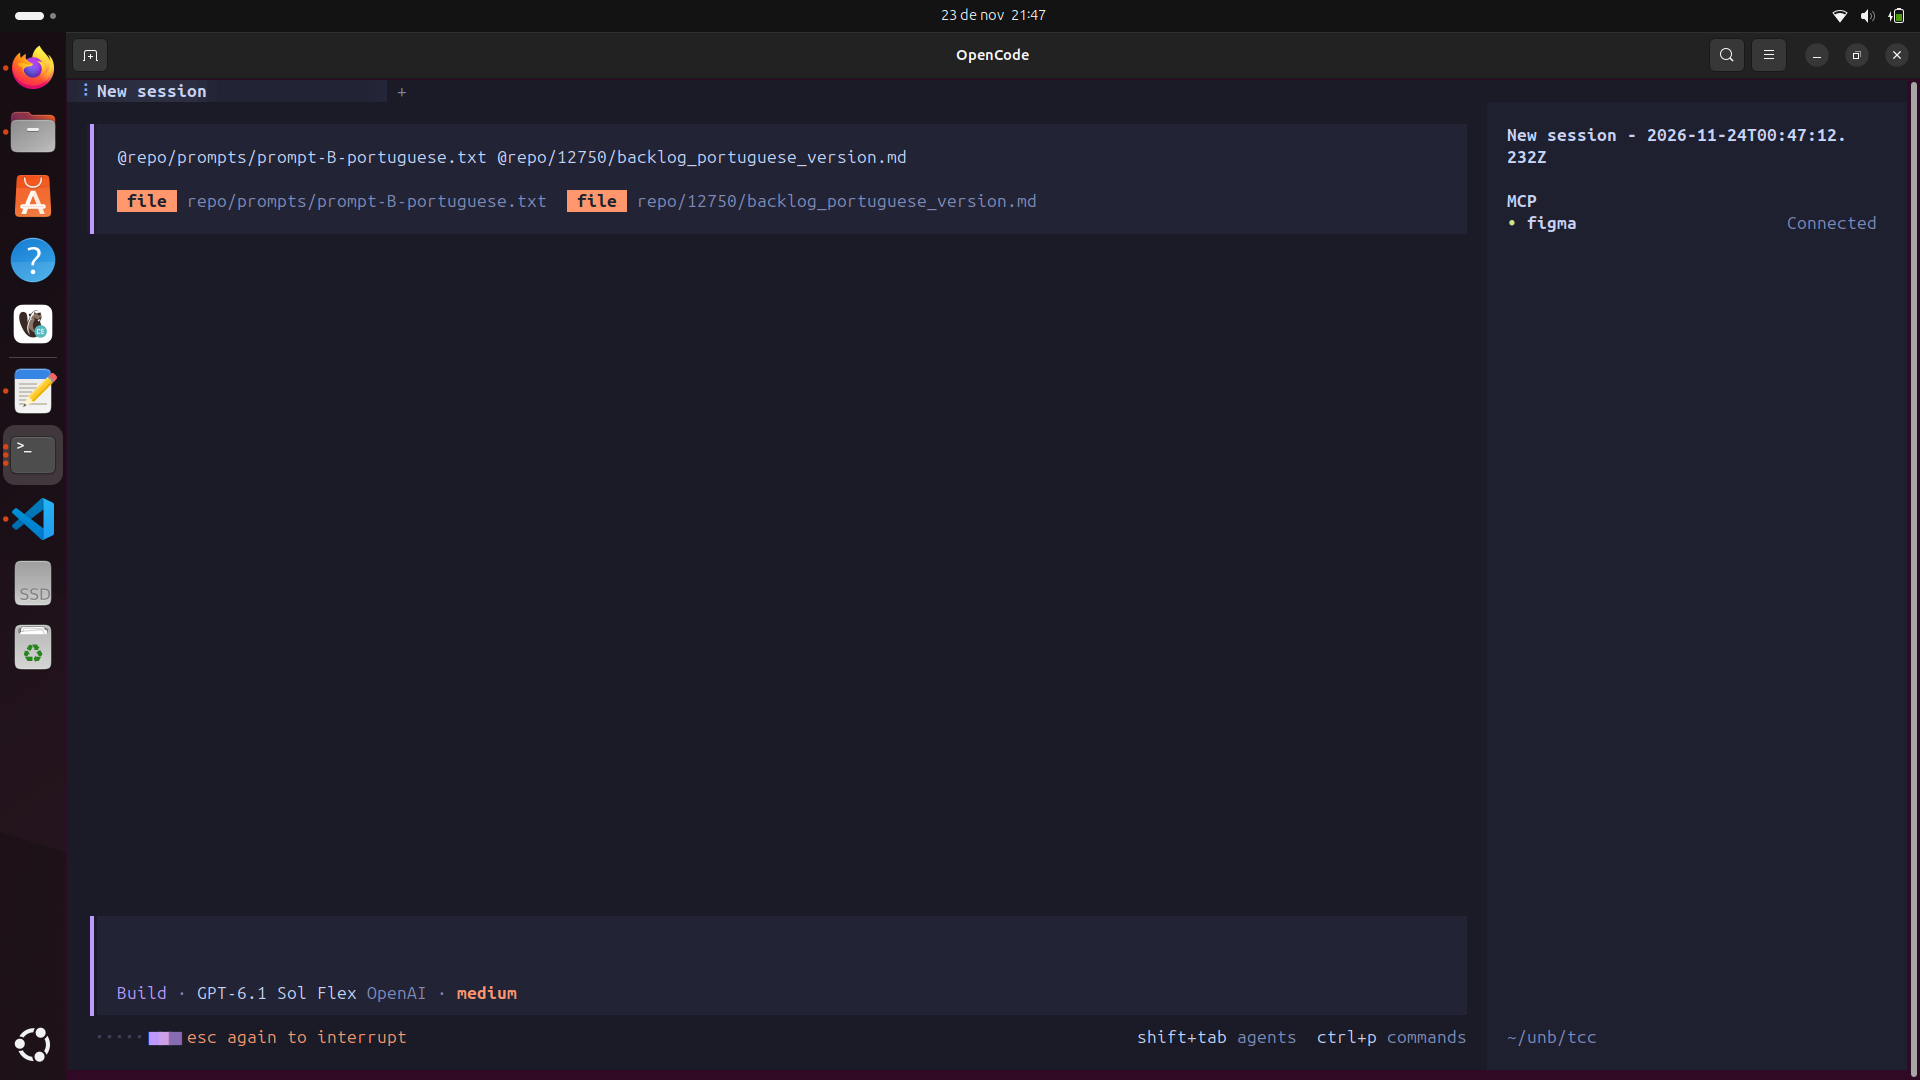 23 de nov 21:47
OpenCode
New session +
@repo/prompts/prompt-B-portuguese.txt @repo/12750/backlog_portuguese_version.md
file repo/prompts/prompt-B-portuguese.txt file repo/12750/backlog_portuguese_version.md
New session - 2026-11-24T00:47:12.
232Z
MCP
• figma Connected
>_
SSD
Build · GPT-6.1 Sol Flex OpenAI · medium
esc again to interrupt
shift+tab agents ctrl+p commands
~/unb/tcc